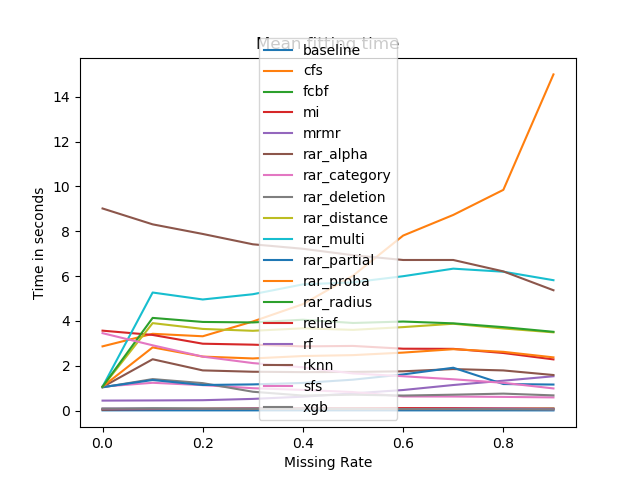 Mean fitting time
baseline
cfs
fcbf
mi
mrmr
rar_alpha
rar_category
rar_deletion
rar_distance
rar_multi
rar_partial
rar_proba
rar_radius
relief
rf
rknn
sfs
xgb
Time in seconds
14
12
10
8
6
4
2
0
0.0 0.2 0.4 0.6 0.8
Missing Rate